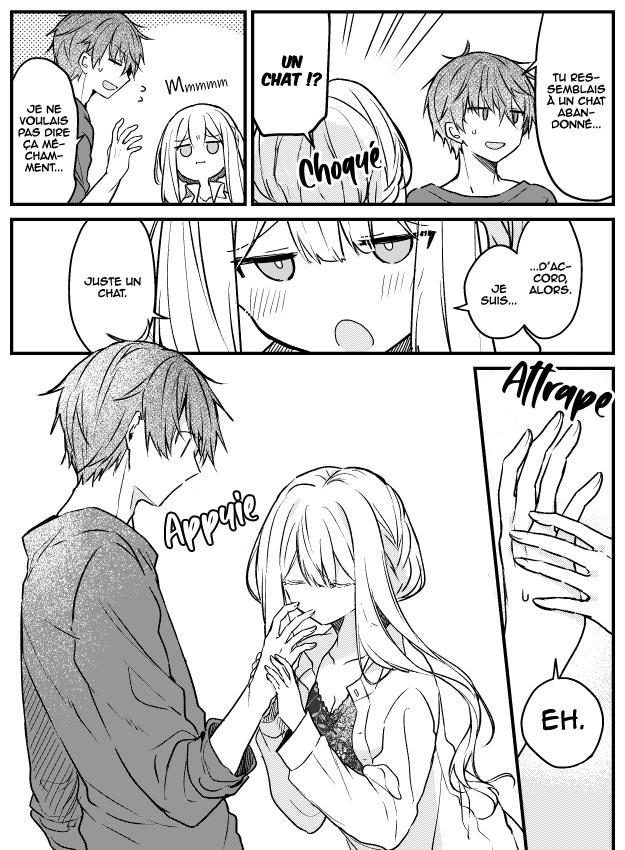 TU RES-
SEMBLAIS
À UN CHAT
ABAN-
DONNÉ...
UN
CHAT !?
Choqué
Mmmmmm
JE NE
VOULAIS
PAS DIRE
ÇA MÉ-
CHAM-
MENT...
...D'AC-
CORD,
ALORS.
JE
SUIS...
JUSTE UN
CHAT.
Attrape
EH.
Appuie